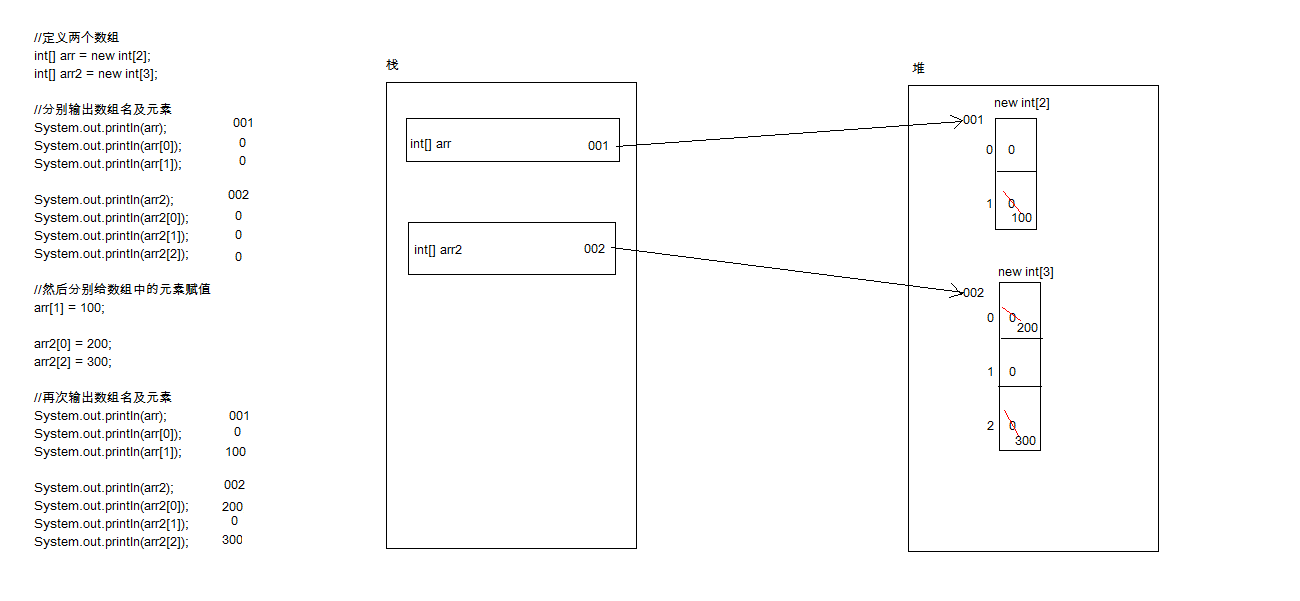 //定义两个数组
int[] arr = new int[2];
int[] arr2 = new int[3];
//分别输出数组名及元素
System.out.println(arr); 001
System.out.println(arr[0]); 0
System.out.println(arr[1]); 0
System.out.println(arr2); 002
System.out.println(arr2[0]); 0
System.out.println(arr2[1]); 0
System.out.println(arr2[2]); 0
//然后分别给数组中的元素赋值
arr[1] = 100;
arr2[0] = 200;
arr2[2] = 300;
//再次输出数组名及元素
System.out.println(arr); 001
System.out.println(arr[0]); 0
System.out.println(arr[1]); 100
System.out.println(arr2); 002
System.out.println(arr2[0]); 200
System.out.println(arr2[1]); 0
System.out.println(arr2[2]); 300
栈
int[] arr 001
int[] arr2 002
堆
new int[2]
001
0 0
1 0
100
new int[3]
002
0 0
200
1 0
2 0
300